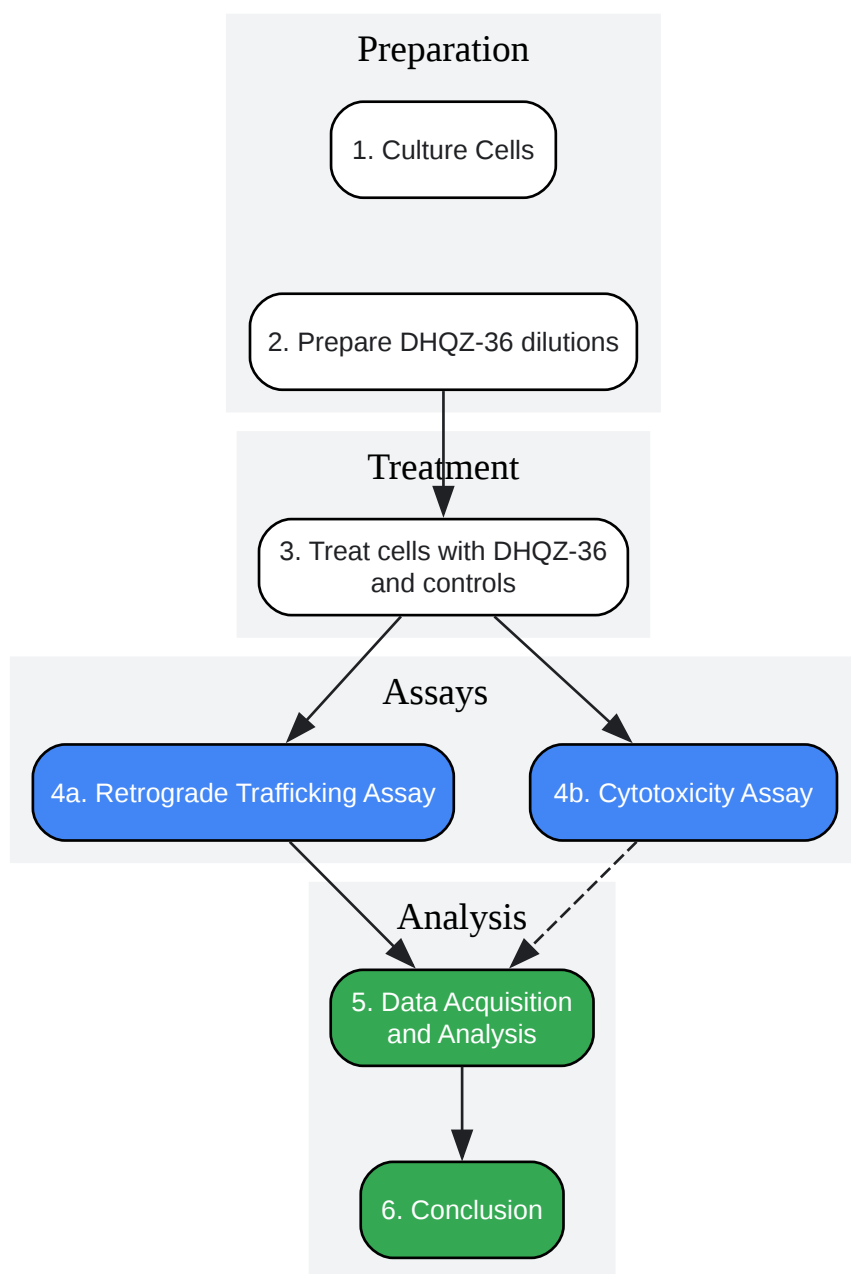 Preparation
1. Culture Cells
2. Prepare DHQZ-36 dilutions
Treatment
3. Treat cells with DHQZ-36
and controls
Assays
4a. Retrograde Trafficking Assay
4b. Cytotoxicity Assay
Analysis
5. Data Acquisition
and Analysis
6. Conclusion